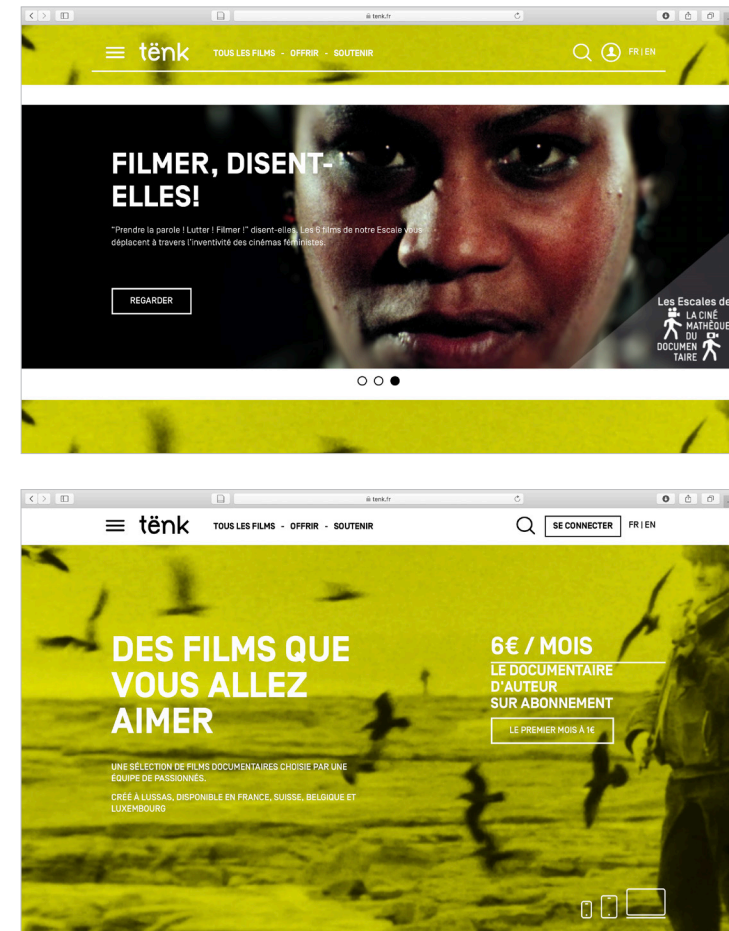 tenk.fr
tënk TOUS LES FILMS - OFFRIR - SOUTENIR FR | EN
FILMER, DISENT-
ELLES!
"Prendre la parole ! Lutter ! Filmer !" disent-elles. Les 6 films de notre Escale vous
déplacent à travers l'inventivité des cinémas féministes.
REGARDER
Les Escales de
LA CINÉ
MATHÈQUE
DU
DOCUMEN
TAIRE
tenk.fr
tënk TOUS LES FILMS - OFFRIR - SOUTENIR SE CONNECTER FR | EN
DES FILMS QUE
VOUS ALLEZ
AIMER
UNE SÉLECTION DE FILMS DOCUMENTAIRES CHOISIE PAR UNE
ÉQUIPE DE PASSIONNÉS.
CRÉÉ À LUSSAS, DISPONIBLE EN FRANCE, SUISSE, BELGIQUE ET
LUXEMBOURG
6€ / MOIS
LE DOCUMENTAIRE
D'AUTEUR
SUR ABONNEMENT
LE PREMIER MOIS À 1€